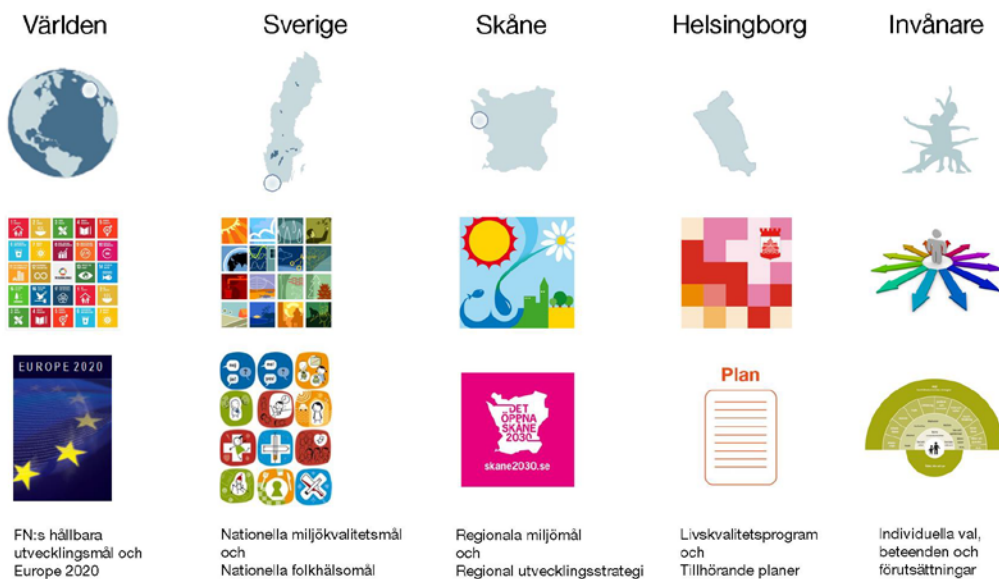 Världen
Sverige
Skåne
Helsingborg
Invånare
EUROPE 2020
DET
ÖPPNA
SKÅNE
2030
skane2030.se
Plan
FN:s hållbara
utvecklingsmål och
Europe 2020
Nationella miljökvalitetsmål
och
Nationella folkhälsomål
Regionala miljömål
och
Regional utvecklingsstrategi
Livskvalitetsprogram
och
Tillhörande planer
Individuella val,
beteenden och
förutsättningar